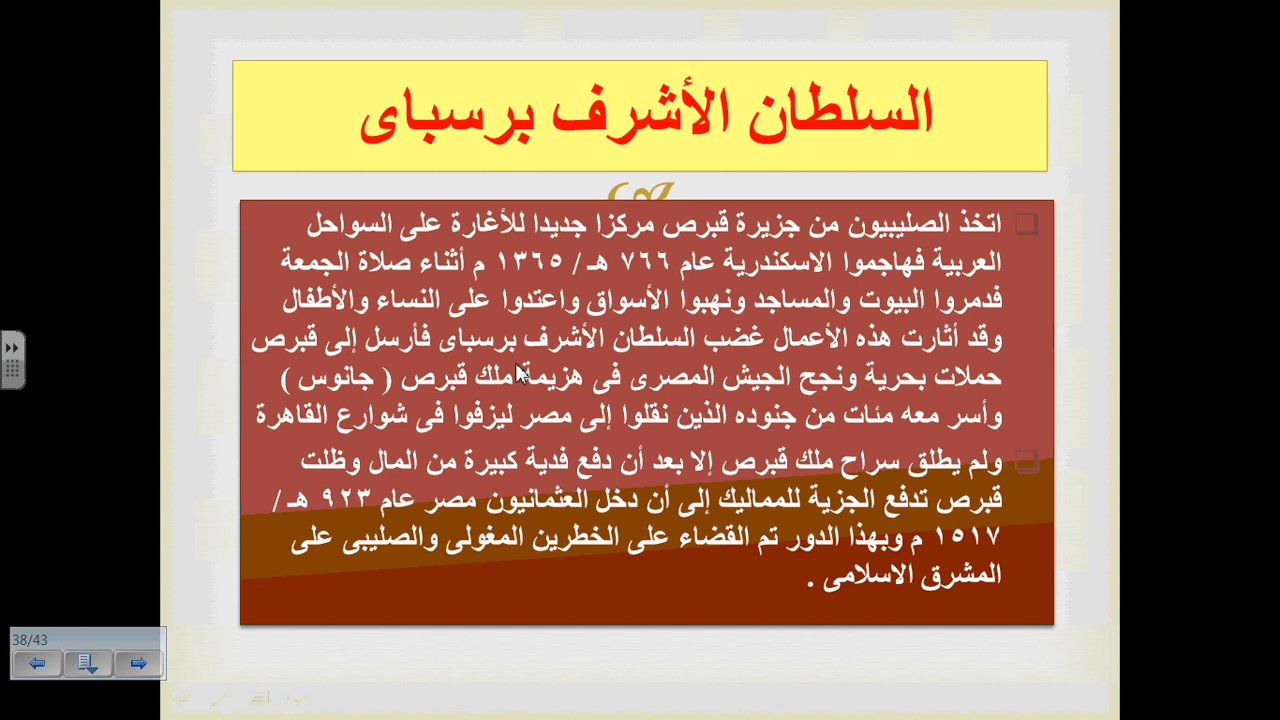 السلطان الأشرف برسباى
اتخذ الصليبيون من جزيرة قبرص مركزا جديدا للأغارة على السواحل
العربية فهاجموا الاسكندرية عام ٧٦٦ هـ / ١٣٦٥ م أثناء صلاة الجمعة
فدمروا البيوت والمساجد ونهبوا الأسواق واعتدوا على النساء والأطفال
وقد أثارت هذه الأعمال غضب السلطان الأشرف برسباى فأرسل إلى قبرص
حملات بحرية ونجح الجيش المصرى فى هزيمة ملك قبرص ( جانوس )
وأسر معه مئات من جنوده الذين نقلوا إلى مصر ليزفوا فى شوارع القاهرة
ولم يطلق سراح ملك قبرص إلا بعد أن دفع فدية كبيرة من المال وظلت
قبرص تدفع الجزية للمماليك إلى أن دخل العثمانيون مصر عام ٩٢٣ هـ /
١٥١٧ م وبهذا الدور تم القضاء على الخطرين المغولى والصليبى على
المشرق الاسلامى .
38/43